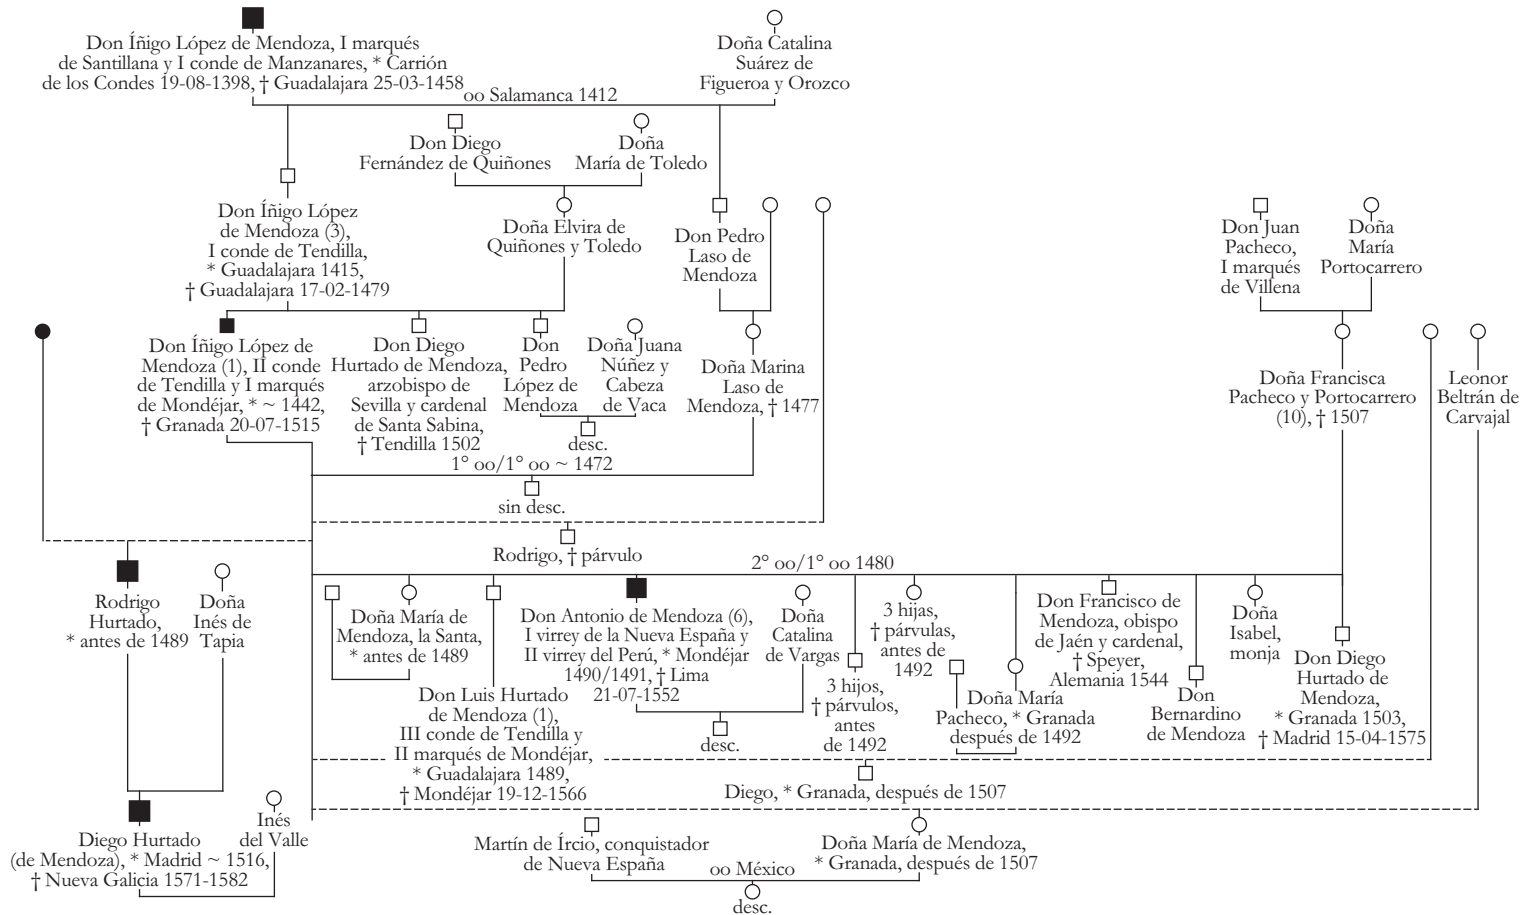 Don Íñigo López de Mendoza, I marqués
de Santillana y I conde de Manzanares, * Carrión
de los Condes 19-08-1398, † Guadalajara 25-03-1458
Doña Catalina
Suárez de
Figueroa y Orozco
oo Salamanca 1412
Don Diego
Fernández de Quiñones
Doña
María de Toledo
Don Íñigo López
de Mendoza (3),
I conde de Tendilla,
* Guadalajara 1415,
† Guadalajara 17-02-1479
Doña Elvira de
Quiñones y Toledo
Don Pedro
Laso de
Mendoza
Don Juan
Pacheco,
I marqués
de Villena
Doña
María
Portocarrero
Don Íñigo López de
Mendoza (1), II conde
de Tendilla y I marqués
de Mondéjar, * ~ 1442,
† Granada 20-07-1515
Don Diego
Hurtado de Mendoza,
arzobispo de
Sevilla y cardenal
de Santa Sabina,
† Tendilla 1502
Don
Pedro
López de
Mendoza
Doña Juana
Núñez y
Cabeza
de Vaca
desc.
Doña Marina
Laso de
Mendoza, † 1477
Doña Francisca
Pacheco y Portocarrero
(10), † 1507
Leonor
Beltrán de
Carvajal
1° oo/1° oo ~ 1472
sin desc.
Rodrigo, † párvulo
2° oo/1° oo 1480
Rodrigo
Hurtado,
* antes de 1489
Doña
Inés de
Tapia
Doña María de
Mendoza, la Santa,
* antes de 1489
Don Luis Hurtado
de Mendoza (1),
III conde de Tendilla y
II marqués de Mondéjar,
* Guadalajara 1489,
† Mondéjar 19-12-1566
Don Antonio de Mendoza (6),
I virrey de la Nueva España y
II virrey del Perú, * Mondéjar
1490/1491, † Lima
21-07-1552
Doña
Catalina
de Vargas
desc.
3 hijos,
† párvulos,
antes
de 1492
3 hijas,
† párvulas,
antes de
1492
Doña María
Pacheco, * Granada
después de 1492
Don Francisco de
Mendoza, obispo
de Jaén y cardenal,
† Speyer,
Alemania 1544
Don
Bernardino
de Mendoza
Doña
Isabel,
monja
Don Diego
Hurtado de
Mendoza,
* Granada 1503,
† Madrid 15-04-1575
Diego, * Granada, después de 1507
Diego Hurtado
(de Mendoza), * Madrid ~ 1516,
† Nueva Galicia 1571-1582
Inés
del Valle
Martín de Írcio, conquistador
de Nueva España
Doña María de Mendoza,
* Granada, después de 1507
oo México
desc.